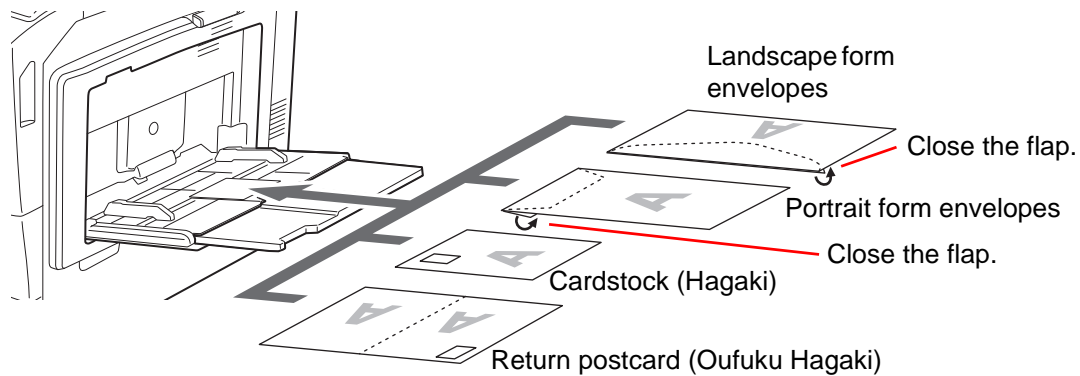 Landscape form
envelopes
A
Close the flap.
A
Portrait form envelopes
Close the flap.
A
Cardstock (Hagaki)
A A
Return postcard (Oufuku Hagaki)